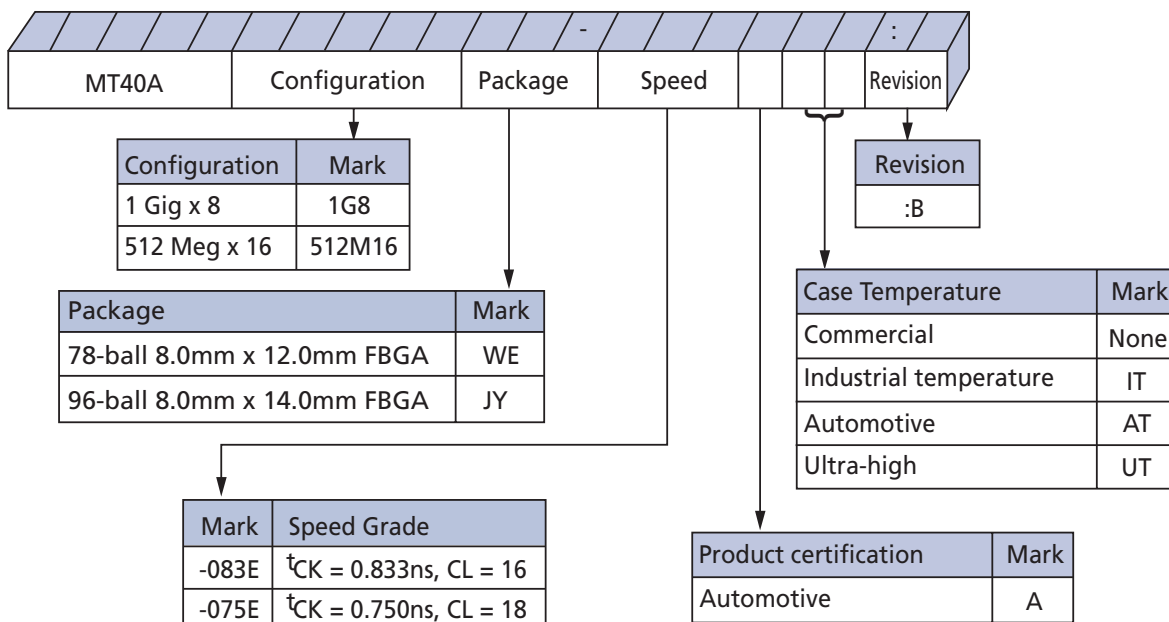 - :
MT40A Configuration Package Speed Revision
Configuration Mark
1 Gig x 8 1G8
512 Meg x 16 512M16
Revision
:B
Package Mark
78-ball 8.0mm x 12.0mm FBGA WE
96-ball 8.0mm x 14.0mm FBGA JY
Case Temperature Mark
Commercial None
Industrial temperature IT
Automotive AT
Ultra-high UT
Mark Speed Grade
-083E tCK = 0.833ns, CL = 16
-075E tCK = 0.750ns, CL = 18
Product certification Mark
Automotive A